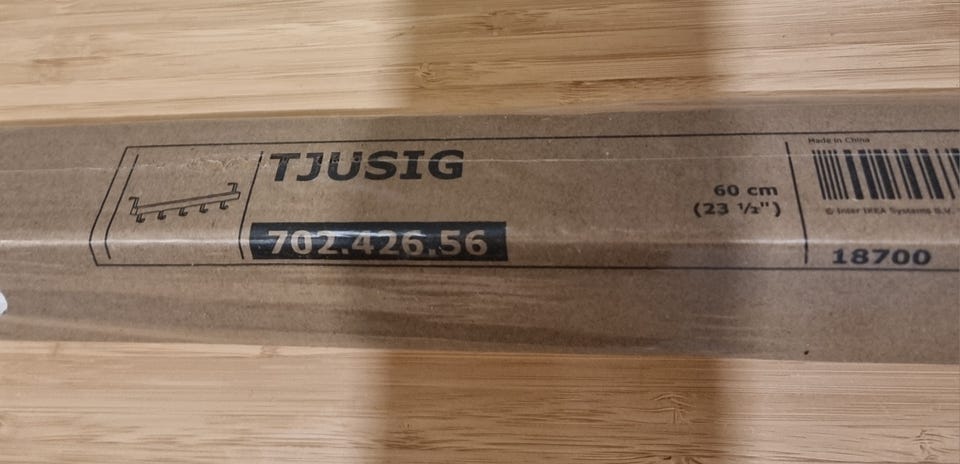 TJUSIG
702.426.56
60 cm
(23 ½")
Made in China
© Inter IKEA Systems B.V.
18700